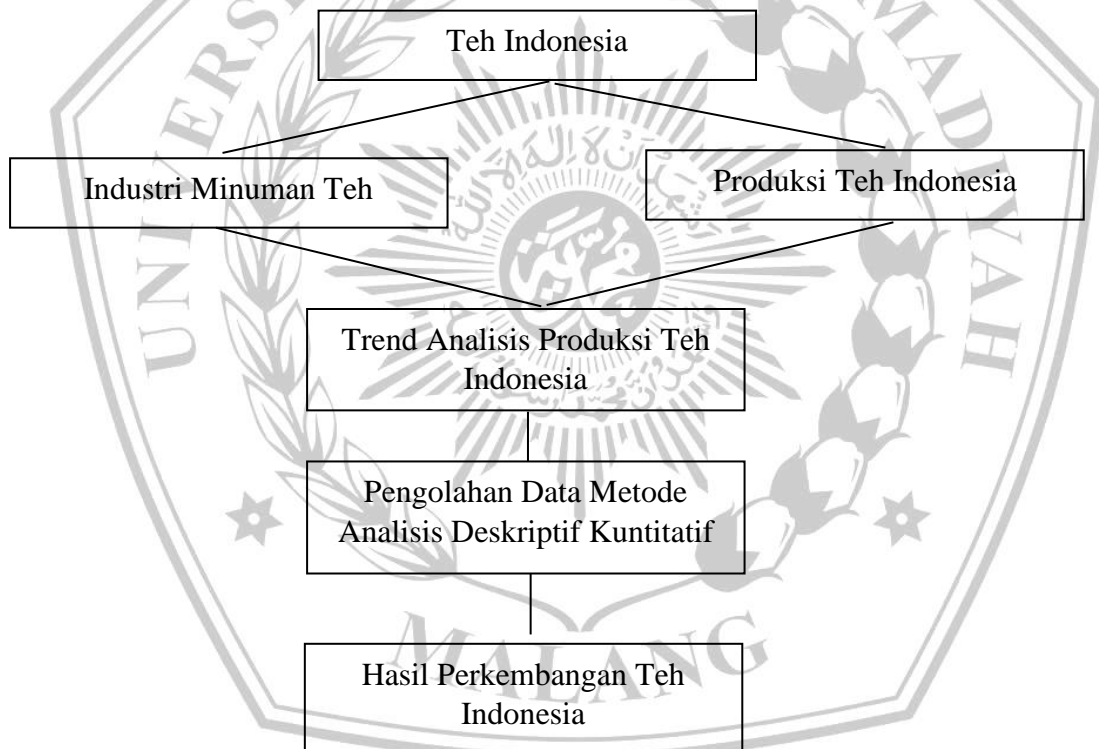 Teh Indonesia
Industri Minuman Teh
Produksi Teh Indonesia
Trend Analisis Produksi Teh
Indonesia
Pengolahan Data Metode
Analisis Deskriptif Kuntitatif
Hasil Perkembangan Teh
Indonesia
MALANG